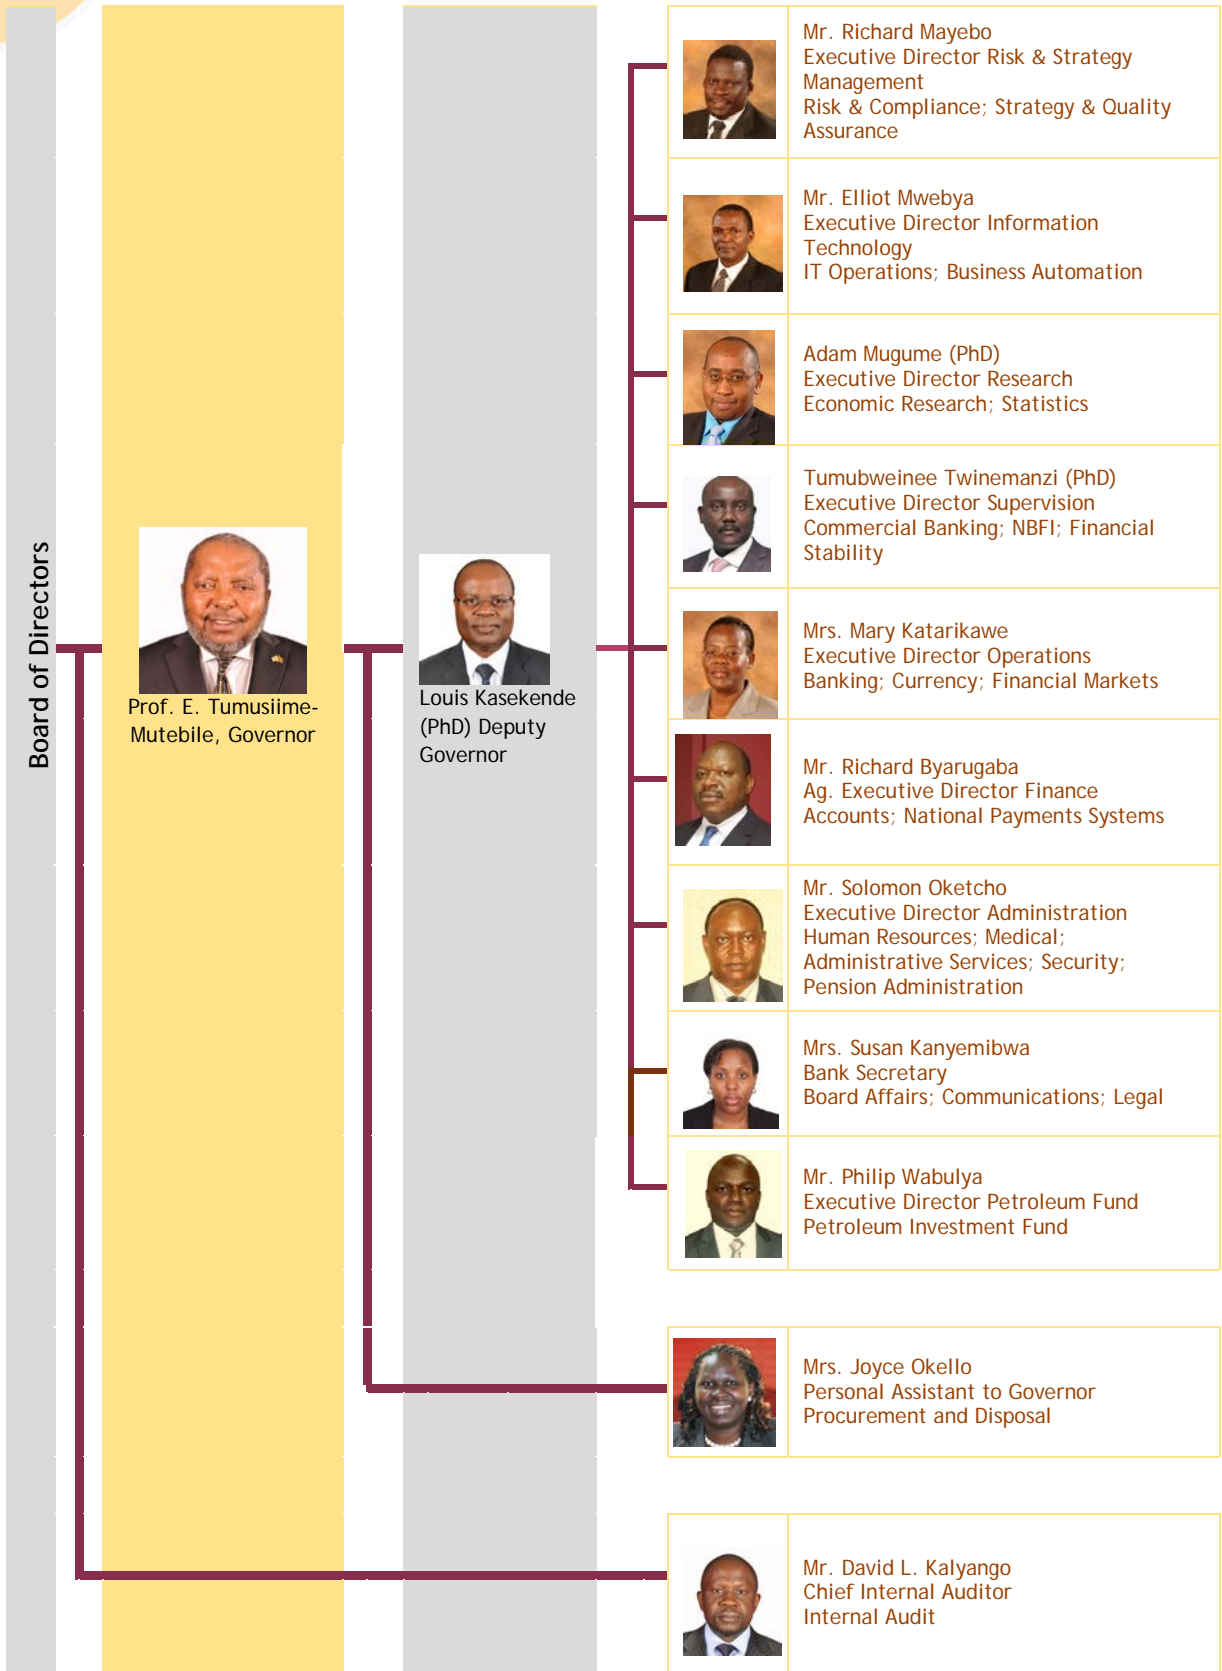 Board of Directors
Prof. E. Tumusiime-
Mutebile, Governor
Louis Kasekende
(PhD) Deputy
Governor
Mr. Richard Mayebo
Executive Director Risk & Strategy
Management
Risk & Compliance; Strategy & Quality
Assurance
Mr. Elliot Mwebya
Executive Director Information
Technology
IT Operations; Business Automation
Adam Mugume (PhD)
Executive Director Research
Economic Research; Statistics
Tumubweinee Twinemanzi (PhD)
Executive Director Supervision
Commercial Banking; NBFI; Financial
Stability
Mrs. Mary Katarikawe
Executive Director Operations
Banking; Currency; Financial Markets
Mr. Richard Byarugaba
Ag. Executive Director Finance
Accounts; National Payments Systems
Mr. Solomon Oketcho
Executive Director Administration
Human Resources; Medical;
Administrative Services; Security;
Pension Administration
Mrs. Susan Kanyemibwa
Bank Secretary
Board Affairs; Communications; Legal
Mr. Philip Wabulya
Executive Director Petroleum Fund
Petroleum Investment Fund
Mrs. Joyce Okello
Personal Assistant to Governor
Procurement and Disposal
Mr. David L. Kalyango
Chief Internal Auditor
Internal Audit